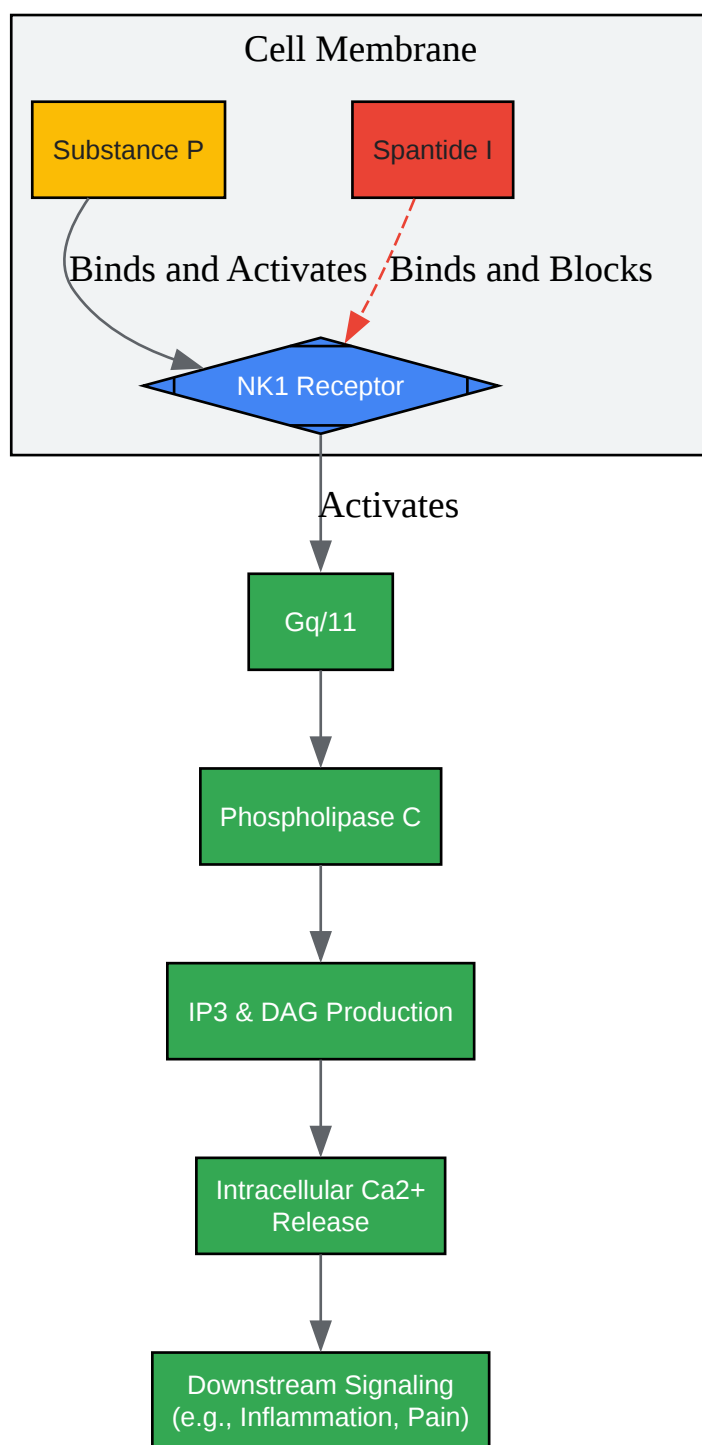 Cell Membrane
Substance P
Spantide I
Binds and Activates
Binds and Blocks
NK1 Receptor
Activates
Gq/11
Phospholipase C
IP3 & DAG Production
Intracellular Ca2+
Release
Downstream Signaling
(e.g., Inflammation, Pain)